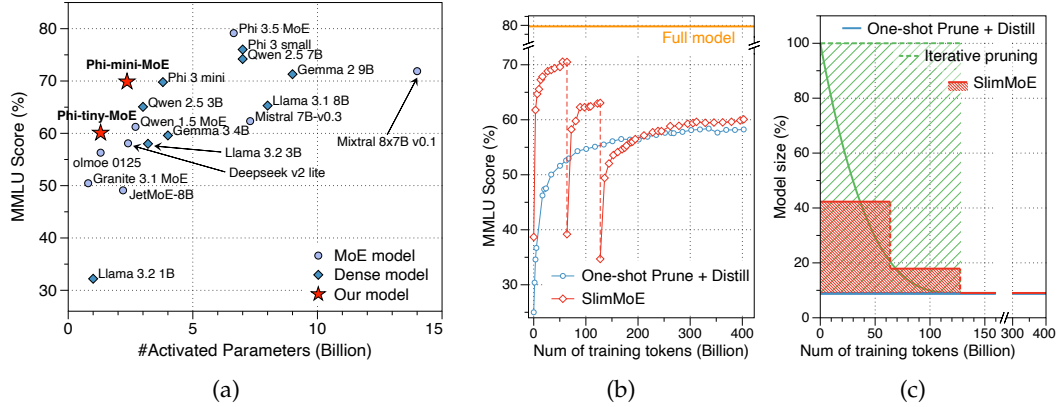 MMLU Score (%)
90
80
70
60
50
40
30
Phi 3.5 MoE
Phi 3 small
Qwen 2.5 7B
Phi-mini-MoE
Gemma 2 9B
Phi 3 mini
Qwen 2.5 3B
Llama 3.1 8B
Phi-tiny-MoE
Mistral 7B-v0.3
Qwen 1.5 MoE
Gemma 3 4B
Mixtral 8x7B v0.1
olmoe 0125
Llama 3.2 3B
Granite 3.1 MoE
Deepseek v2 lite
JetMoE-8B
Llama 3.2 1B
MoE model
Dense model
Our model
0 5 10 15
#Activated Parameters (Billion)
(a)
MMLU Score (%)
80
70
60
50
40
30
Full model
One-shot Prune + Distill
SlimMoE
0 100 200 300 400
Num of training tokens (Billion)
(b)
One-shot Prune + Distill
Iterative pruning
SlimMoE
Model size (%)
100
80
60
40
20
0
0 50 100 150 300 400
Num of training tokens (Billion)
(c)